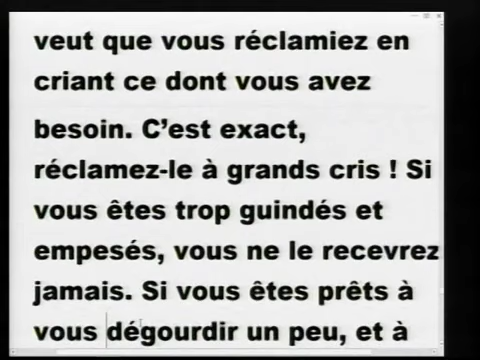 veut que vous réclamiez en
criant ce dont vous avez
besoin. C'est exact,
réclamez-le à grands cris ! Si
vous êtes trop guindés et
empesés, vous ne le recevrez
jamais. Si vous êtes prêts à
vous dégourdir un peu, et à